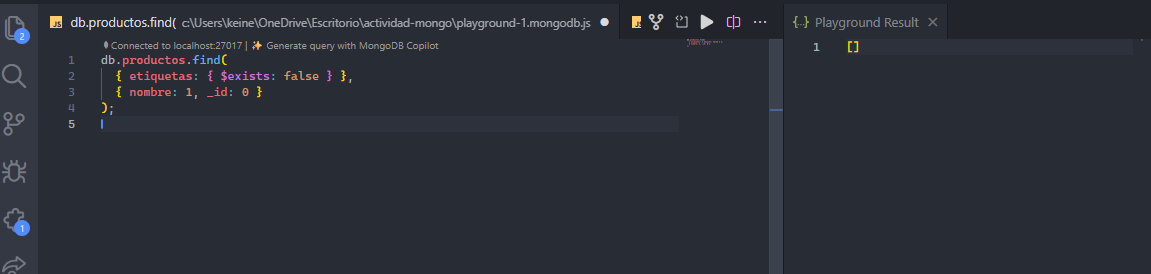 db.productos.find( c:\Users\keine\OneDrive\Escritorio\actividad-mongo\playground-1.mongodb.js
Playground Result
2
1
JS
JS
Connected to localhost:27017 | ✨ Generate query with MongoDB Copilot
1 db.productos.find(
2 { etiquetas: { $exists: false } },
3 { nombre: 1, _id: 0 }
4 );
5
1 []